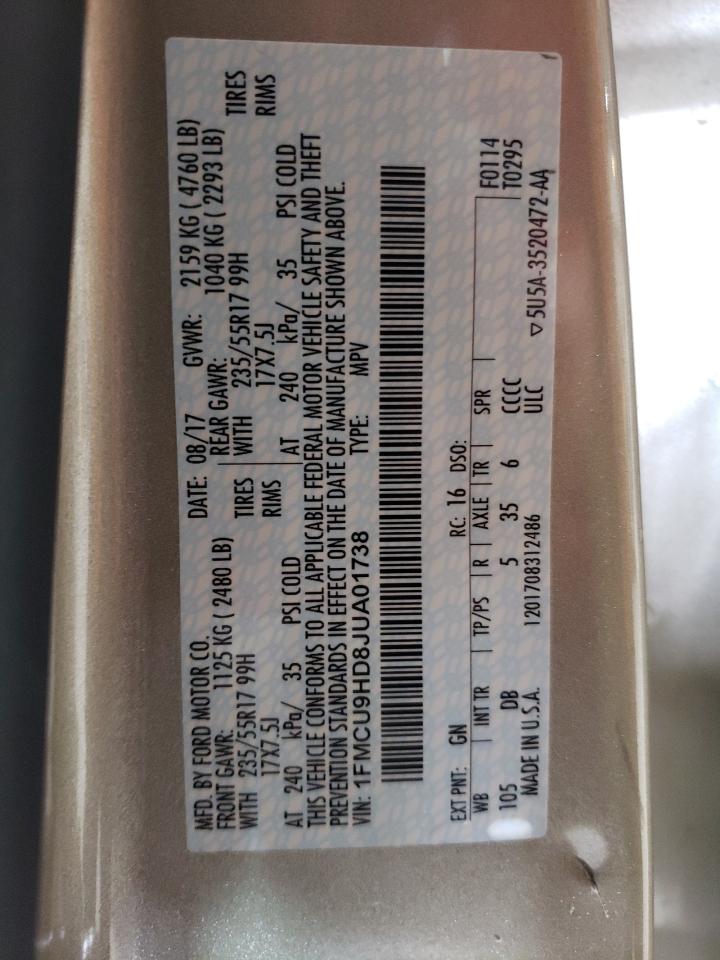 MFD. BY FORD MOTOR CO.
DATE: 08/17 GVWR: 2159 KG ( 4760 LB)
FRONT GAWR: 1125 KG ( 2480 LB)
REAR GAWR: 1040 KG ( 2293 LB)
WITH 235/55R17 99H TIRES
WITH 235/55R17 99H TIRES
17X7.5J RIMS
17X7.5J RIMS
AT 240 kPa/ 35 PSI COLD
AT 240 kPa/ 35 PSI COLD
THIS VEHICLE CONFORMS TO ALL APPLICABLE FEDERAL MOTOR VEHICLE SAFETY AND THEFT
PREVENTION STANDARDS IN EFFECT ON THE DATE OF MANUFACTURE SHOWN ABOVE.
VIN: 1FMCU9HD8JUA01738 TYPE: MPV
EXT PNT: GN RC: 16 DSO: F0114
WB INT TR TP/PS R AXLE TR SPR T0295
105 DB 5 35 6 CCCC
MADE IN U.S.A. 1201708312486 ULC ▽5U5A-3520472-AA